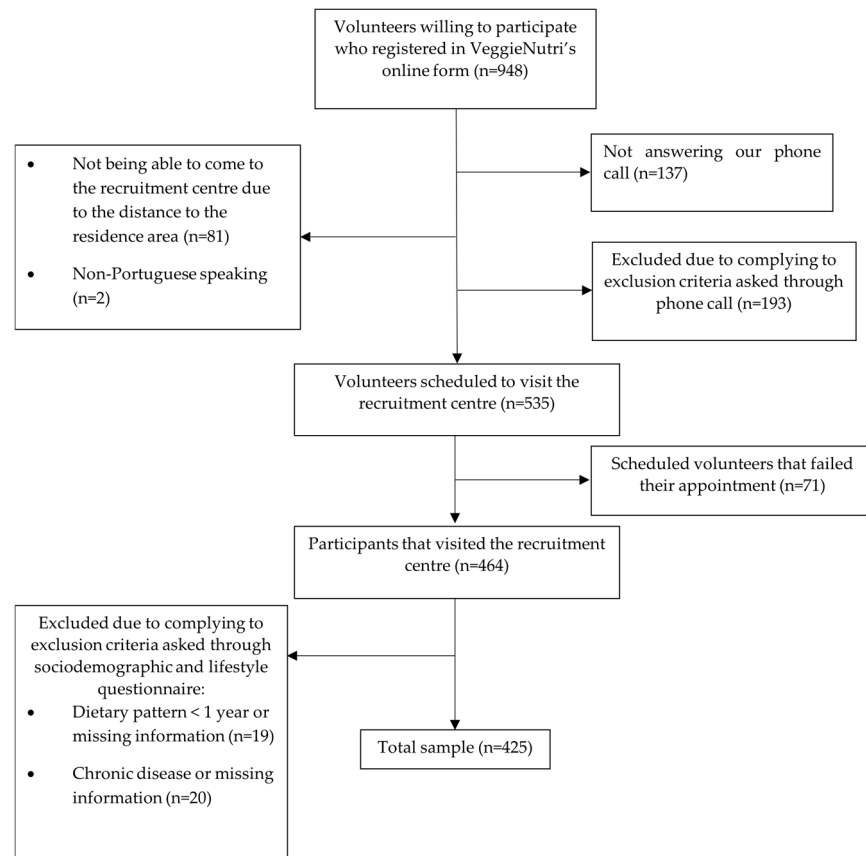 Volunteers willing to participate
who registered in VeggieNutri's
online form (n=948)
Not answering our phone
call (n=137)
• Not being able to come to
the recruitment centre due
to the distance to the
residence area (n=81)
• Non-Portuguese speaking
(n=2)
Excluded due to complying to
exclusion criteria asked through
phone call (n=193)
Volunteers scheduled to visit the
recruitment centre (n=535)
Scheduled volunteers that failed
their appointment (n=71)
Participants that visited the recruitment
centre (n=464)
Excluded due to complying to
exclusion criteria asked through
sociodemographic and lifestyle
questionnaire:
• Dietary pattern < 1 year or
missing information (n=19)
• Chronic disease or missing
information (n=20)
Total sample (n=425)